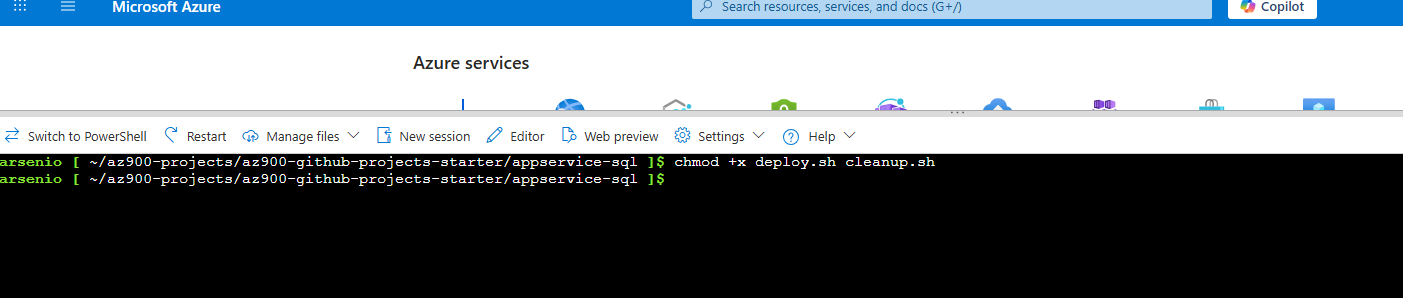 Microsoft Azure
Search resources, services, and docs (G+/)
Copilot
Azure services
Switch to PowerShell Restart Manage files New session Editor Web preview Settings Help
arsenio [ ~/az900-projects/az900-github-projects-starter/appservice-sql ]$ chmod +x deploy.sh cleanup.sh
arsenio [ ~/az900-projects/az900-github-projects-starter/appservice-sql ]$